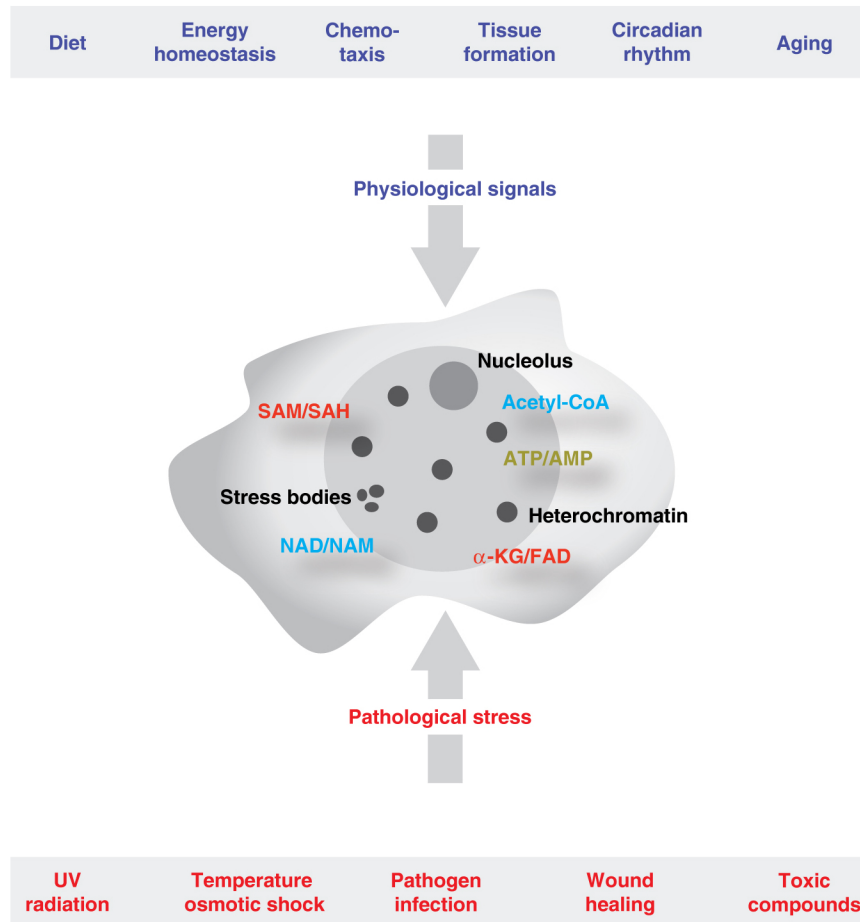 Diet
Energy
homeostasis
Chemo-
taxis
Tissue
formation
Circadian
rhythm
Aging
Physiological signals
Nucleolus
SAM/SAH
Acetyl-CoA
ATP/AMP
Stress bodies
Heterochromatin
NAD/NAM
α-KG/FAD
Pathological stress
UV
radiation
Temperature
osmotic shock
Pathogen
infection
Wound
healing
Toxic
compounds